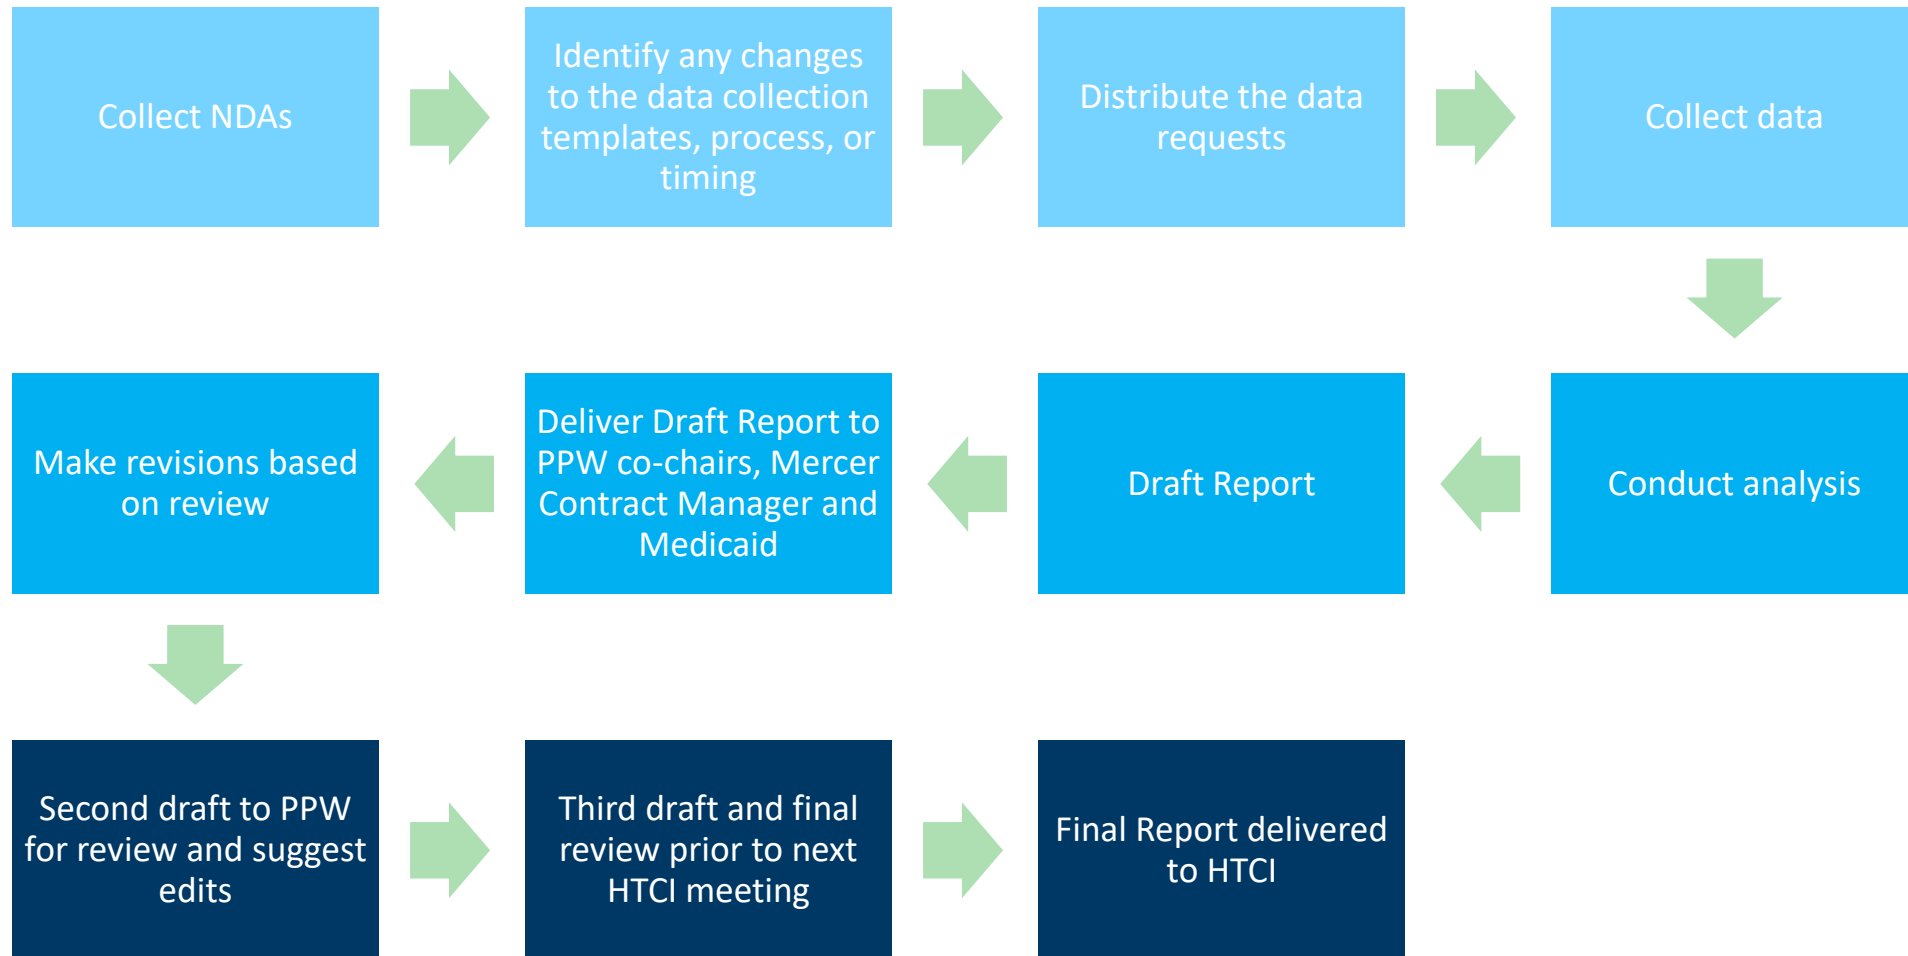 Collect NDAs
Identify any changes
to the data collection
templates, process, or
timing
Distribute the data
requests
Collect data
Conduct analysis
Draft Report
Deliver Draft Report to
PPW co-chairs, Mercer
Contract Manager and
Medicaid
Make revisions based
on review
Second draft to PPW
for review and suggest
edits
Third draft and final
review prior to next
HTCI meeting
Final Report delivered
to HTCI